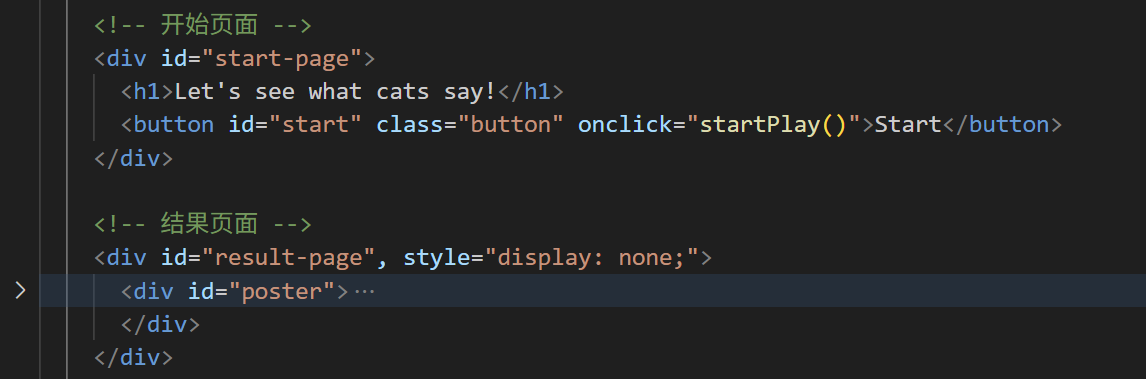 <!-- 开始页面 -->
<div id="start-page">
<h1>Let's see what cats say!</h1>
<button id="start" class="button" onclick="startPlay()">Start</button>
</div>
<!-- 结果页面 -->
<div id="result-page", style="display: none;">
<div id="poster">…
</div>
</div>